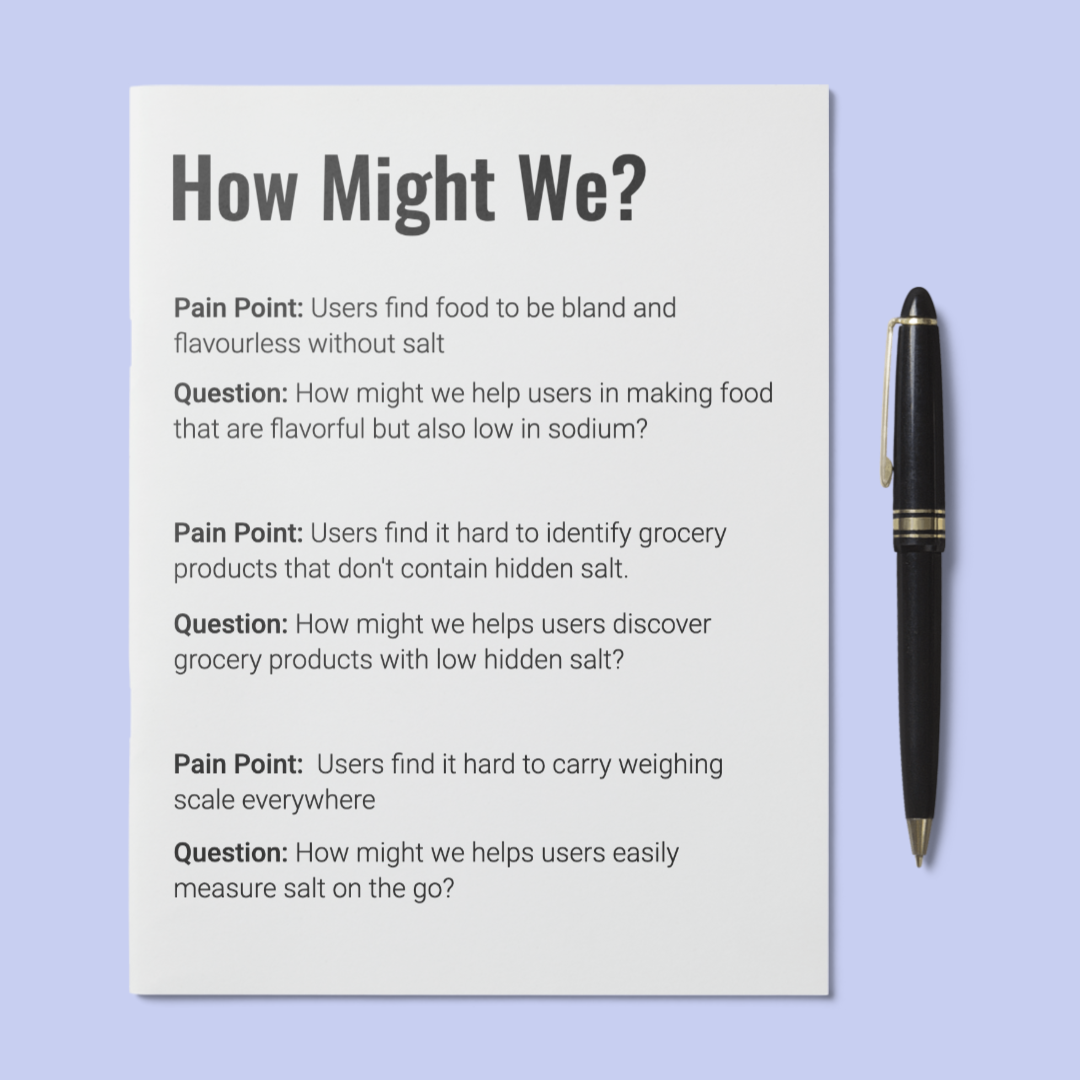 How Might We?
Pain Point: Users find food to be bland and
flavourless without salt
Question: How might we help users in making food
that are flavorful but also low in sodium?
Pain Point: Users find it hard to identify grocery
products that don't contain hidden salt.
Question: How might we helps users discover
grocery products with low hidden salt?
Pain Point:  Users find it hard to carry weighing
scale everywhere
Question: How might we helps users easily
measure salt on the go?